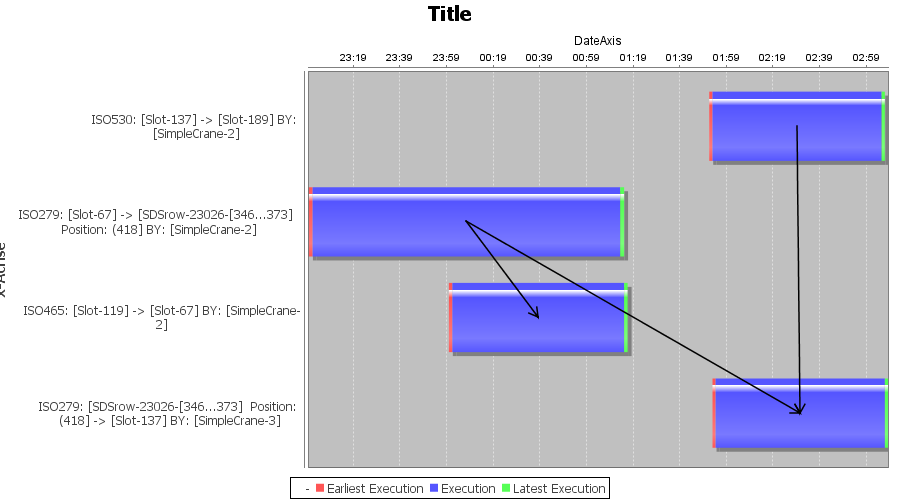 Title
DateAxis
23:19 23:39 23:59 00:19 00:39 00:59 01:19 01:39 01:59 02:19 02:39 02:59
ISO530: [Slot-137] -> [Slot-189] BY:
[SimpleCrane-2]
ISO279: [Slot-67] -> [SDSrow-23026-[346...373]
Position: (418] BY: [SimpleCrane-2]
ISO465: [Slot-119] -> [Slot-67] BY: [SimpleCrane-
2]
ISO279: [SDSrow-23026-[346...373] Position:
(418] -> [Slot-137] BY: [SimpleCrane-3]
- Earliest Execution Execution Latest Execution